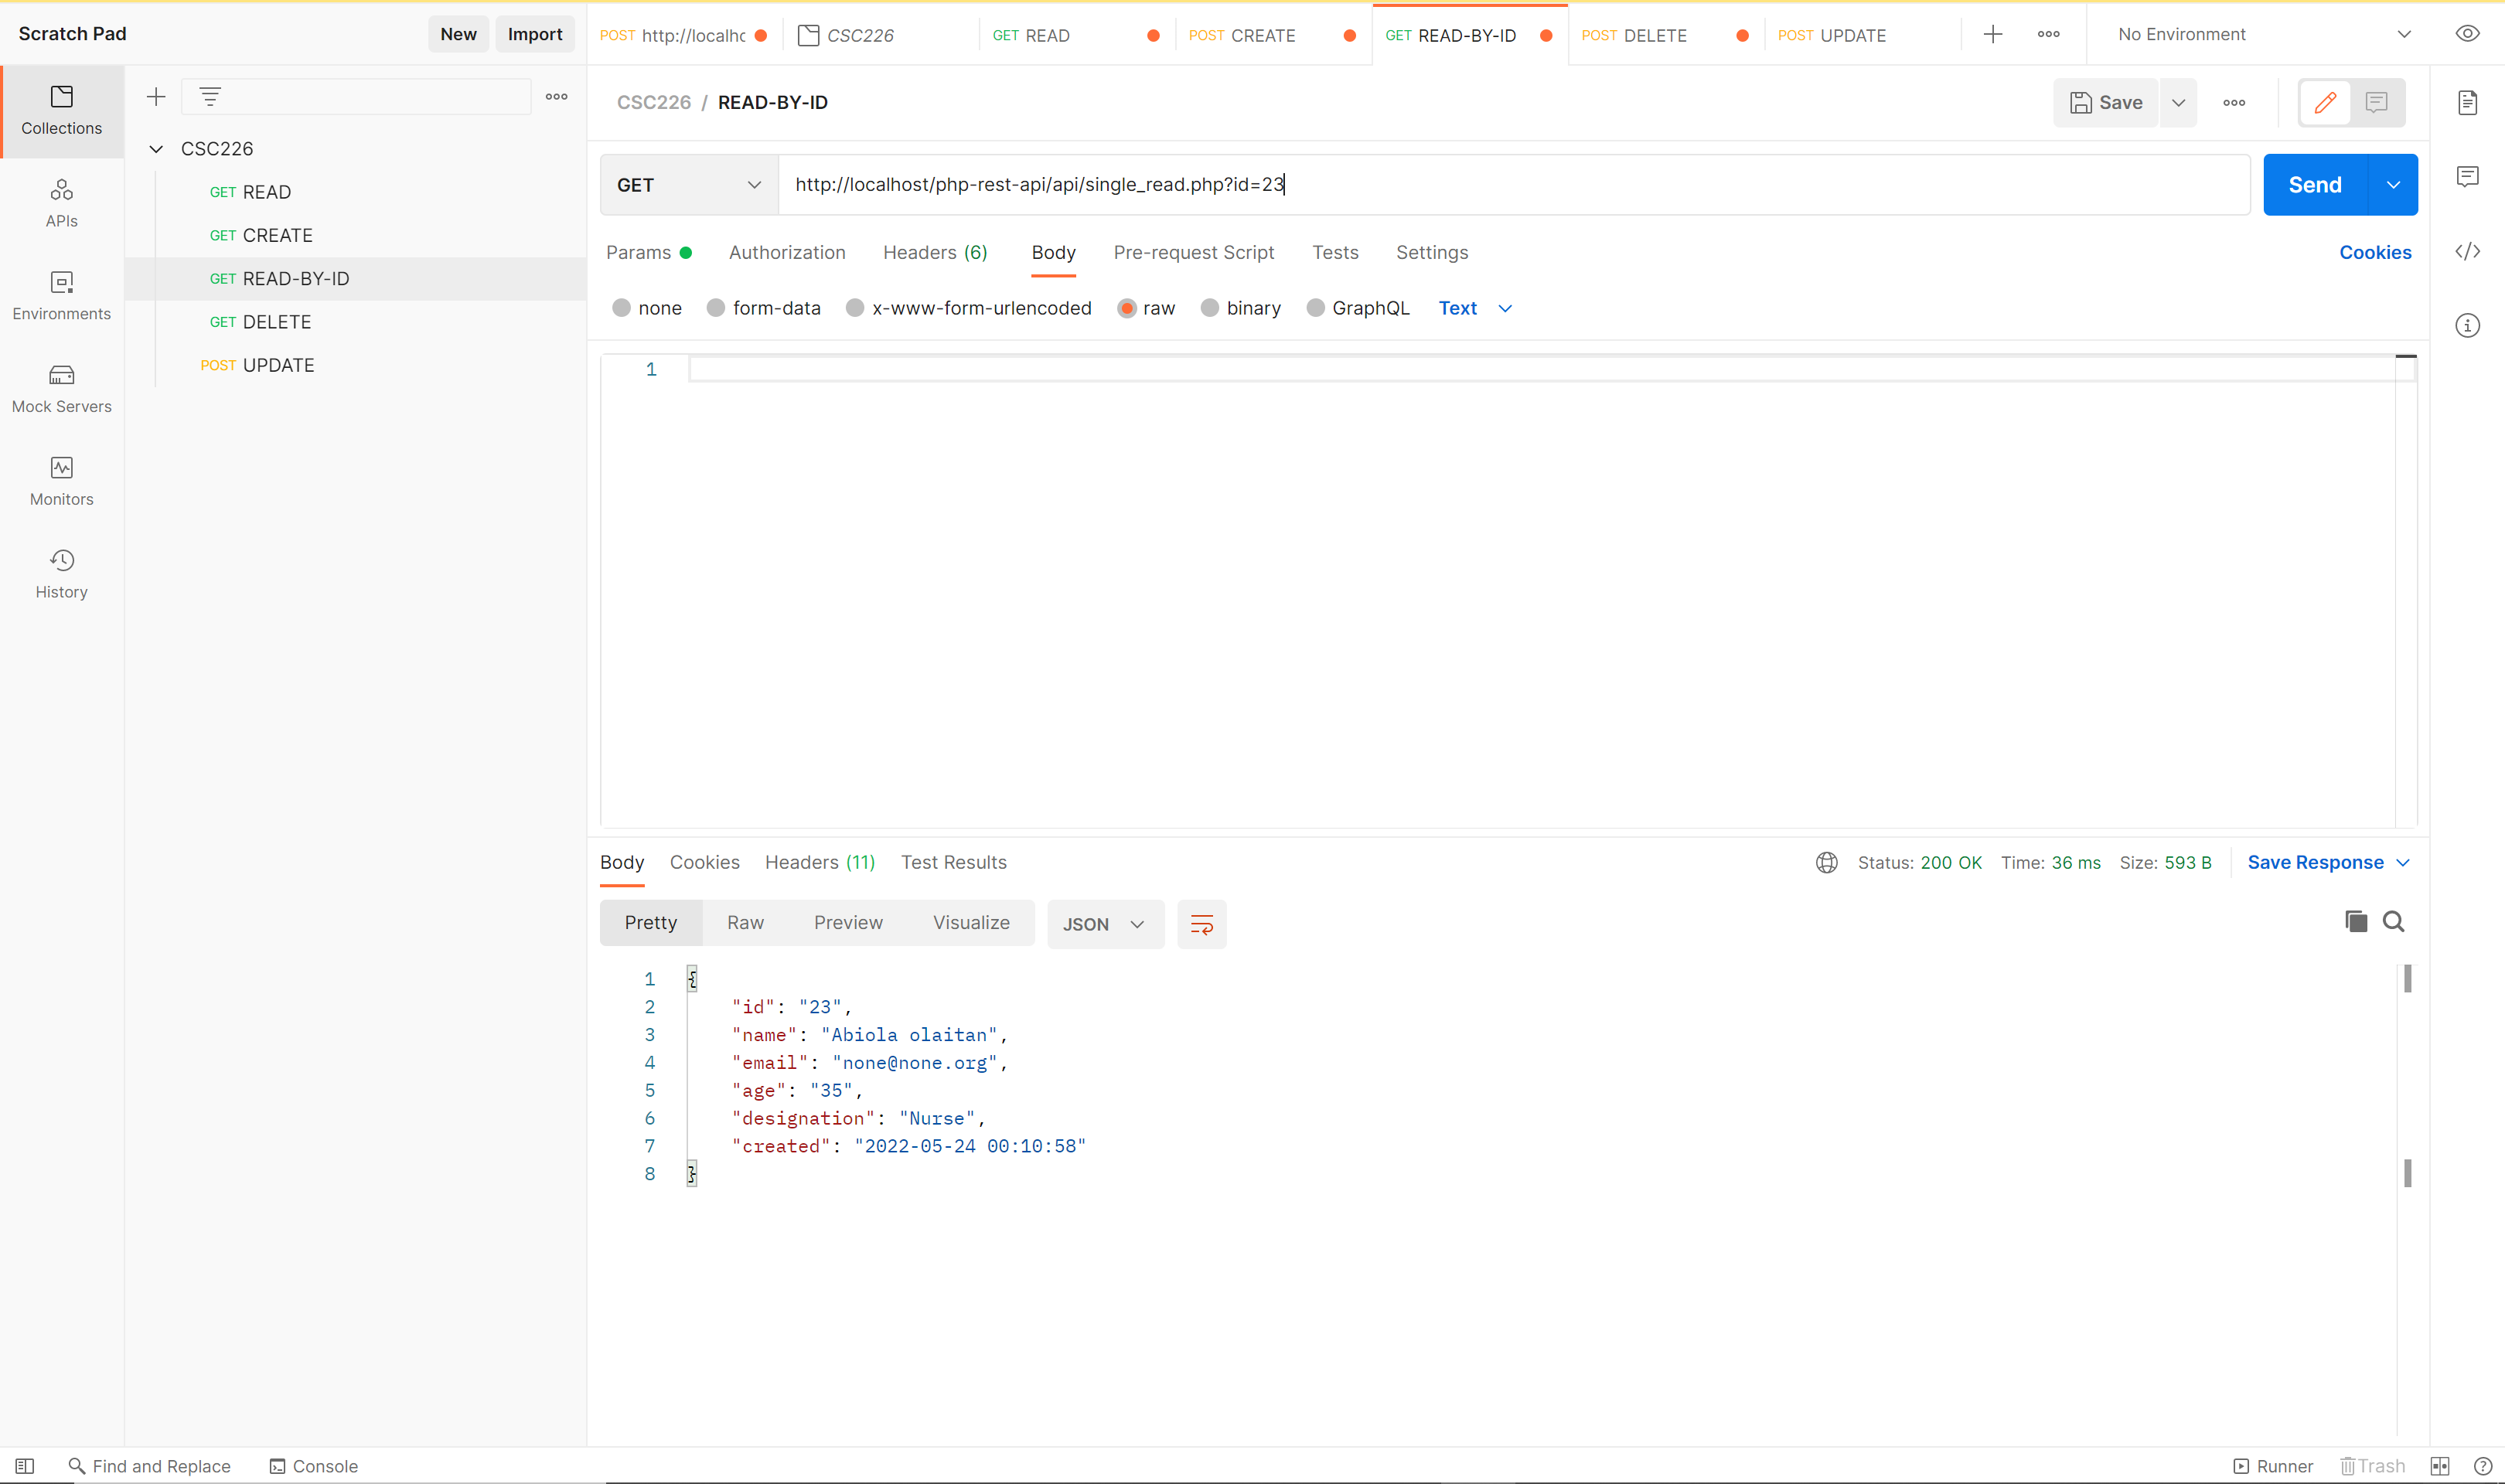 Scratch Pad
New
Import
POST http://localhc
CSC226
GET READ
POST CREATE
GET READ-BY-ID
POST DELETE
POST UPDATE
No Environment
Collections
APIs
Environments
Mock Servers
Monitors
History
CSC226
GET READ
GET CREATE
GET READ-BY-ID
GET DELETE
POST UPDATE
CSC226 / READ-BY-ID
Save
GET
http://localhost/php-rest-api/api/single_read.php?id=23
Send
Params
Authorization
Headers (6)
Body
Pre-request Script
Tests
Settings
Cookies
none
form-data
x-www-form-urlencoded
raw
binary
GraphQL
Text
1
Body
Cookies
Headers (11)
Test Results
Status: 200 OK
Time: 36 ms
Size: 593 B
Save Response
Pretty
Raw
Preview
Visualize
JSON
1 {
2 "id": "23",
3 "name": "Abiola olaitan",
4 "email": "none@none.org",
5 "age": "35",
6 "designation": "Nurse",
7 "created": "2022-05-24 00:10:58"
8 }
Find and Replace
Console
Runner
Trash